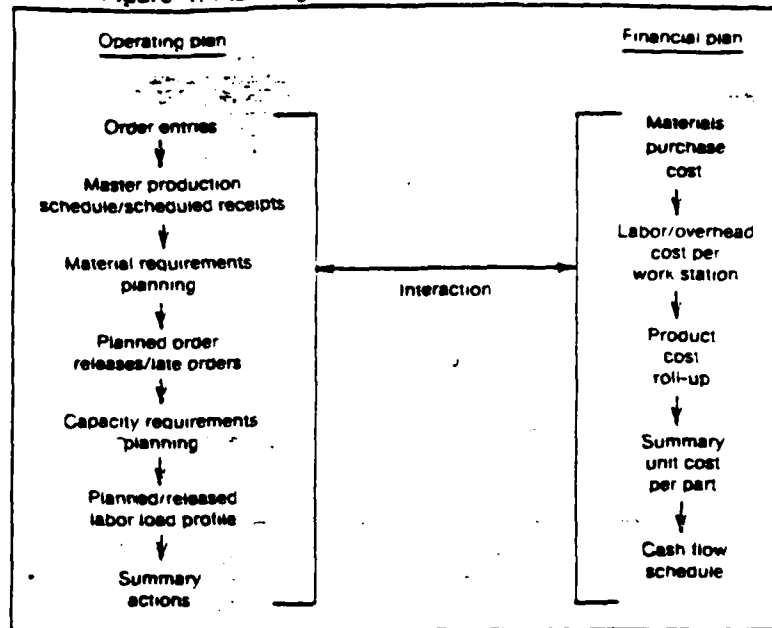 Operating plan
Order entries
Master production
schedule/scheduled receipts
Material requirements
planning
Planned order
releases/late orders
Capacity requirements
planning
Planned/released
labor load profile
Summary
actions
Interaction
Financial plan
Materials
purchase
cost
Labor/overhead
cost per
work station
Product
cost
roll-up
Summary
unit cost
per part
Cash flow
schedule